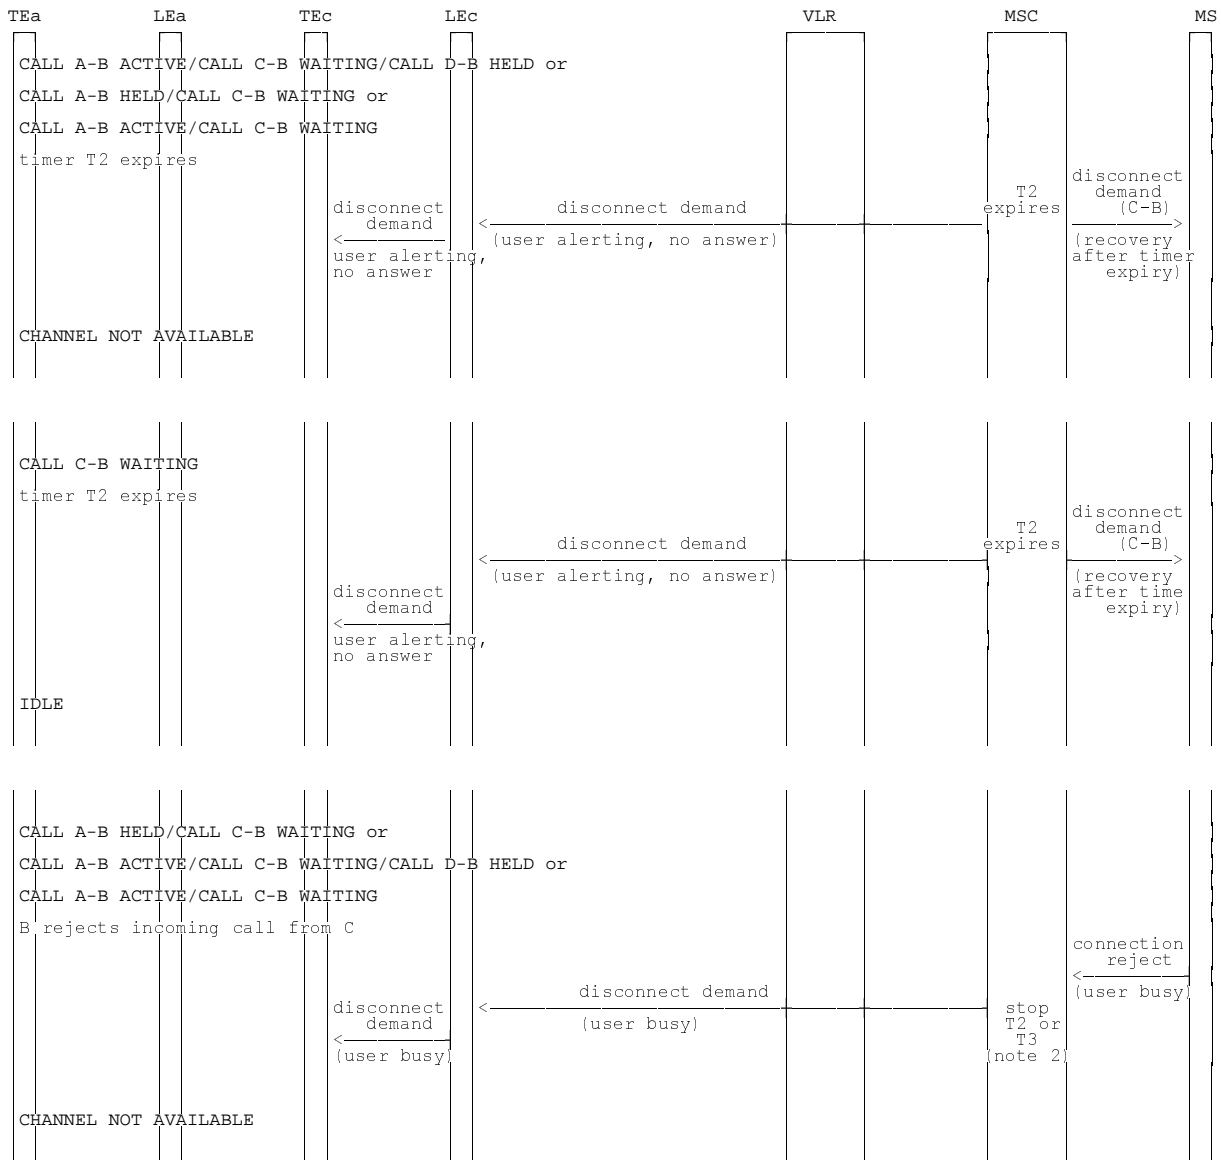 TEa LEa TEc LEc VLR MSC MS
CALL A-B ACTIVE/CALL C-B WAITING/CALL D-B HELD or
CALL A-B HELD/CALL C-B WAITING or
CALL A-B ACTIVE/CALL C-B WAITING
timer T2 expires
disconnect
demand
user alerting,
no answer
disconnect demand
(user alerting, no answer)
T2
expires
disconnect
demand
(C-B)
(recovery
after timer
expiry)
CHANNEL NOT AVAILABLE
CALL C-B WAITING
timer T2 expires
disconnect demand
(user alerting, no answer)
T2
expires
disconnect
demand
(C-B)
(recovery
after time
expiry)
disconnect
demand
user alerting,
no answer
IDLE
CALL A-B HELD/CALL C-B WAITING or
CALL A-B ACTIVE/CALL C-B WAITING/CALL D-B HELD or
CALL A-B ACTIVE/CALL C-B WAITING
B rejects incoming call from C
connection
reject
(user busy)
disconnect demand
(user busy)
stop
T2 or
T3
(note 2)
disconnect
demand
(user busy)
CHANNEL NOT AVAILABLE